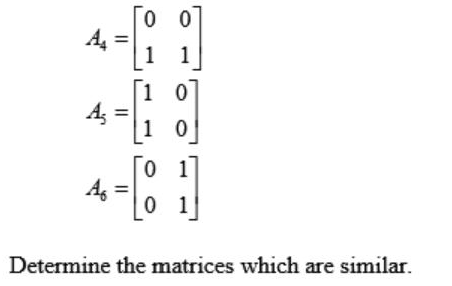 A₄ = [0 0
1 1]
A₅ = [1 0
1 0]
A₆ = [0 1
0 1]
Determine the matrices which are similar.